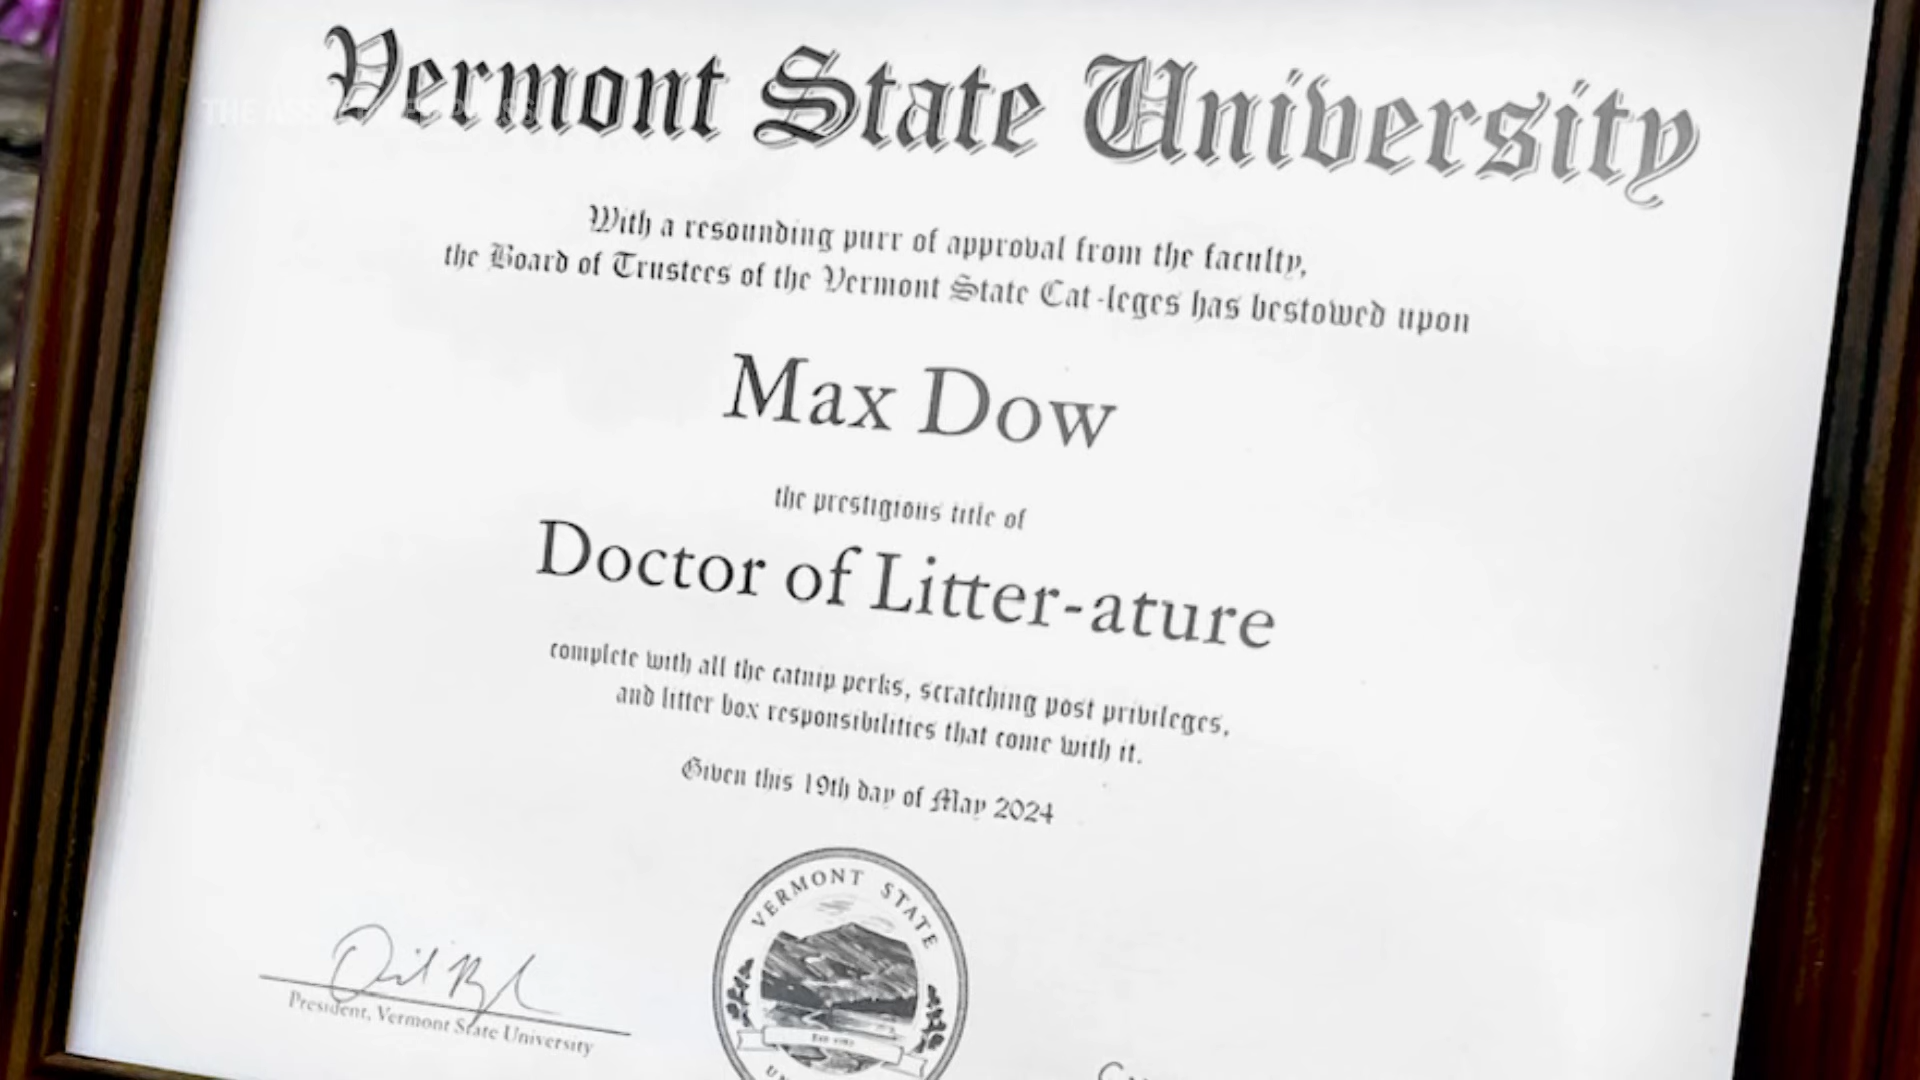 Vermont State University
With a resounding purr of approval from the faculty,
the Board of Trustees of the Vermont State Cat-leges has bestowed upon
Max Dow
the prestigious title of
Doctor of Litter-ature
complete with all the catnip perks, scratching post privileges,
and litter box responsibilities that come with it.
Given this 19th day of May 2024
VERMONT STATE
President, Vermont State University